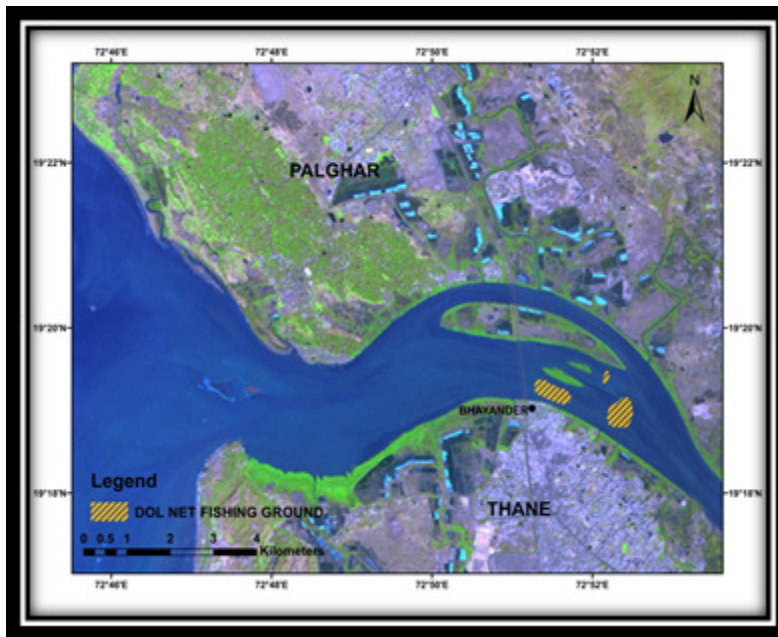 72°46'E 72°48'E 72°50'E 72°52'E
N
19°22'N 19°22'N
PALGHAR
19°20'N 19°20'N
BHAYANDER
19°18'N 19°18'N
Legend
DOL NET FISHING GROUND
THANE
0 0.5 1 2 3 4
Kilometers
72°46'E 72°48'E 72°50'E 72°52'E